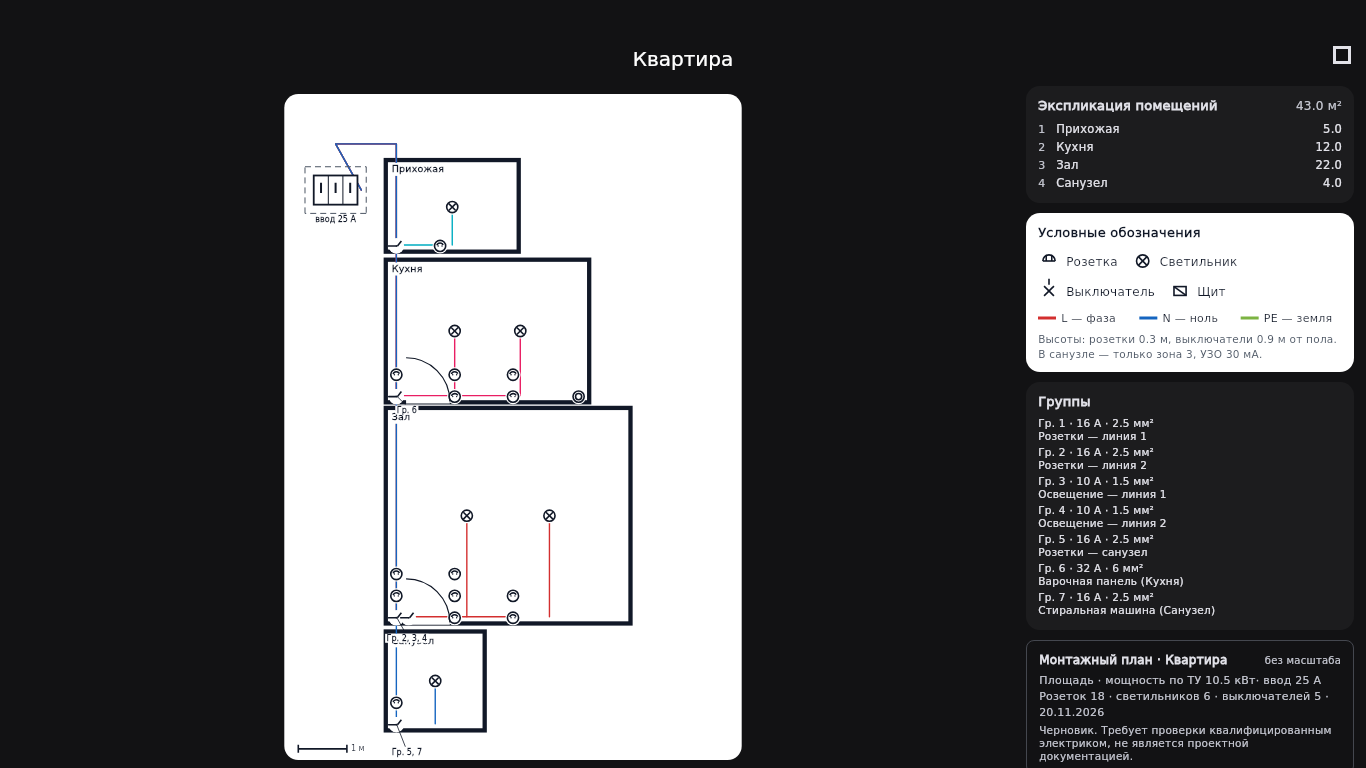 Квартира
ввод 25 А
Прихожая
Кухня
Гр. 6
Зал
Гр. 2, 3, 4
Санузел
Гр. 5, 7
1 м
Экспликация помещений 43.0 м²
1 Прихожая 5.0
2 Кухня 12.0
3 Зал 22.0
4 Санузел 4.0
Условные обозначения
Розетка Светильник
Выключатель Щит
L — фаза N — ноль PE — земля
Высоты: розетки 0.3 м, выключатели 0.9 м от пола.
В санузле — только зона 3, УЗО 30 мА.
Группы
Гр. 1 · 16 А · 2.5 мм²
Розетки — линия 1
Гр. 2 · 16 А · 2.5 мм²
Розетки — линия 2
Гр. 3 · 10 А · 1.5 мм²
Освещение — линия 1
Гр. 4 · 10 А · 1.5 мм²
Освещение — линия 2
Гр. 5 · 16 А · 2.5 мм²
Розетки — санузел
Гр. 6 · 32 А · 6 мм²
Варочная панель (Кухня)
Гр. 7 · 16 А · 2.5 мм²
Стиральная машина (Санузел)
Монтажный план · Квартира без масштаба
Площадь · мощность по ТУ 10.5 кВт· ввод 25 А
Розеток 18 · светильников 6 · выключателей 5 ·
20.11.2026
Черновик. Требует проверки квалифицированным
электриком, не является проектной
документацией.